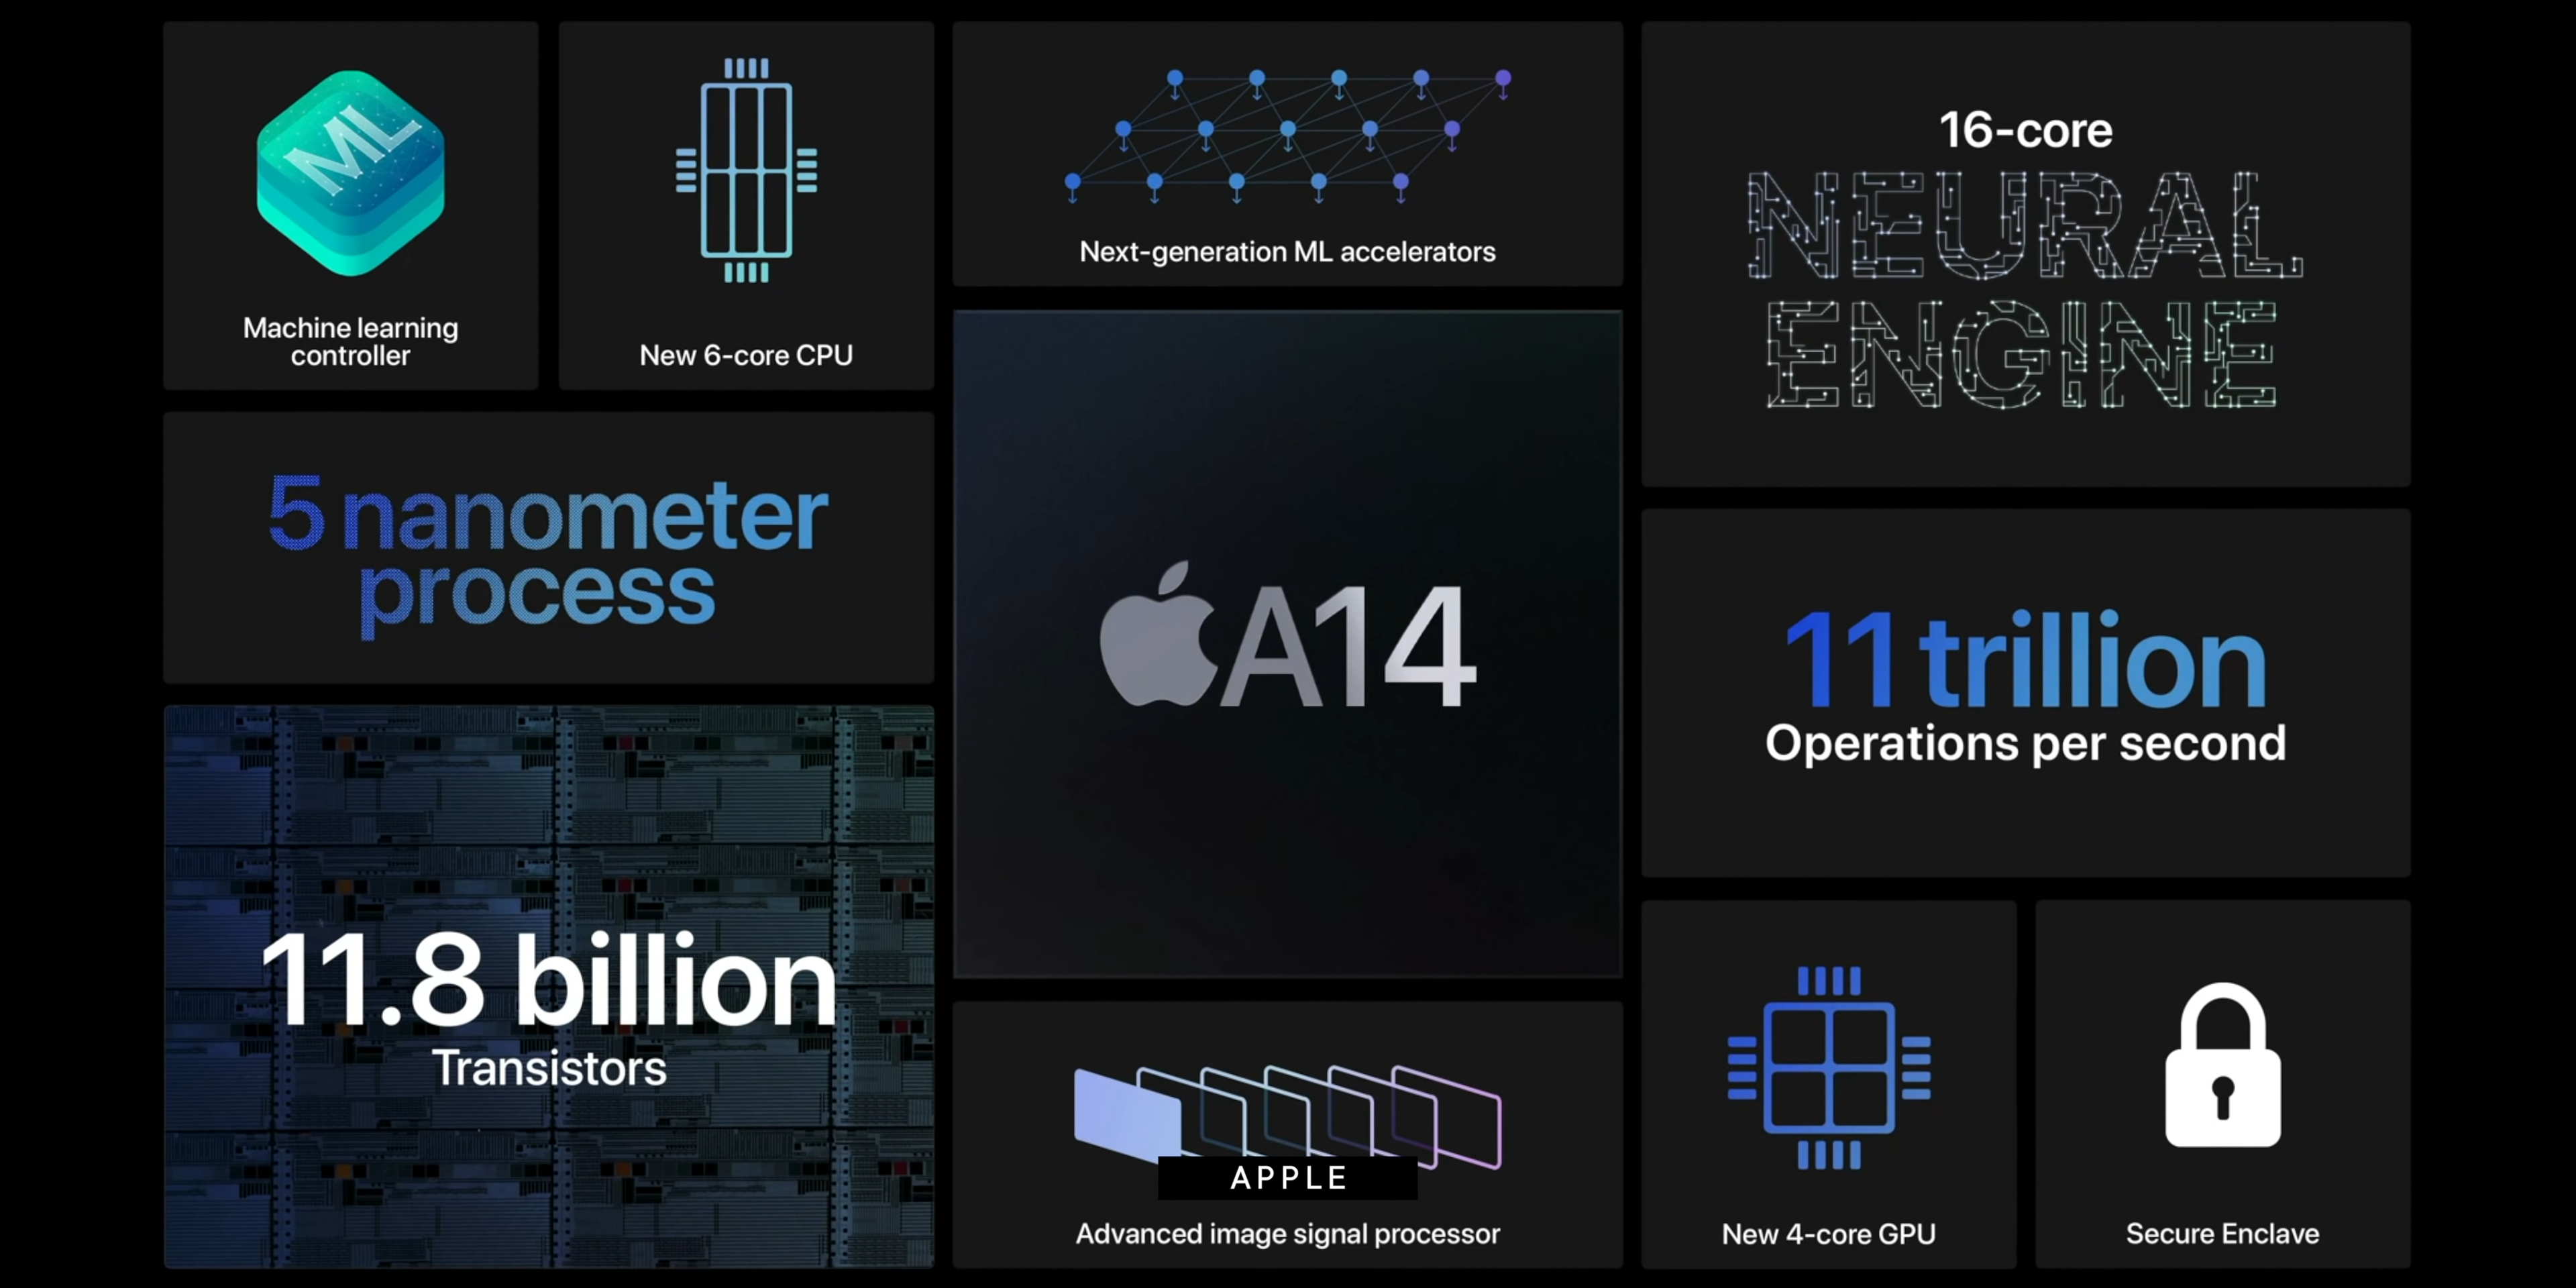 ML
Machine learning
controller
New 6-core CPU
Next-generation ML accelerators
16-core
NEURAL
ENGINE
5 nanometer
process
A14
11 trillion
Operations per second
11.8 billion
Transistors
APPLE
Advanced image signal processor
New 4-core GPU
Secure Enclave